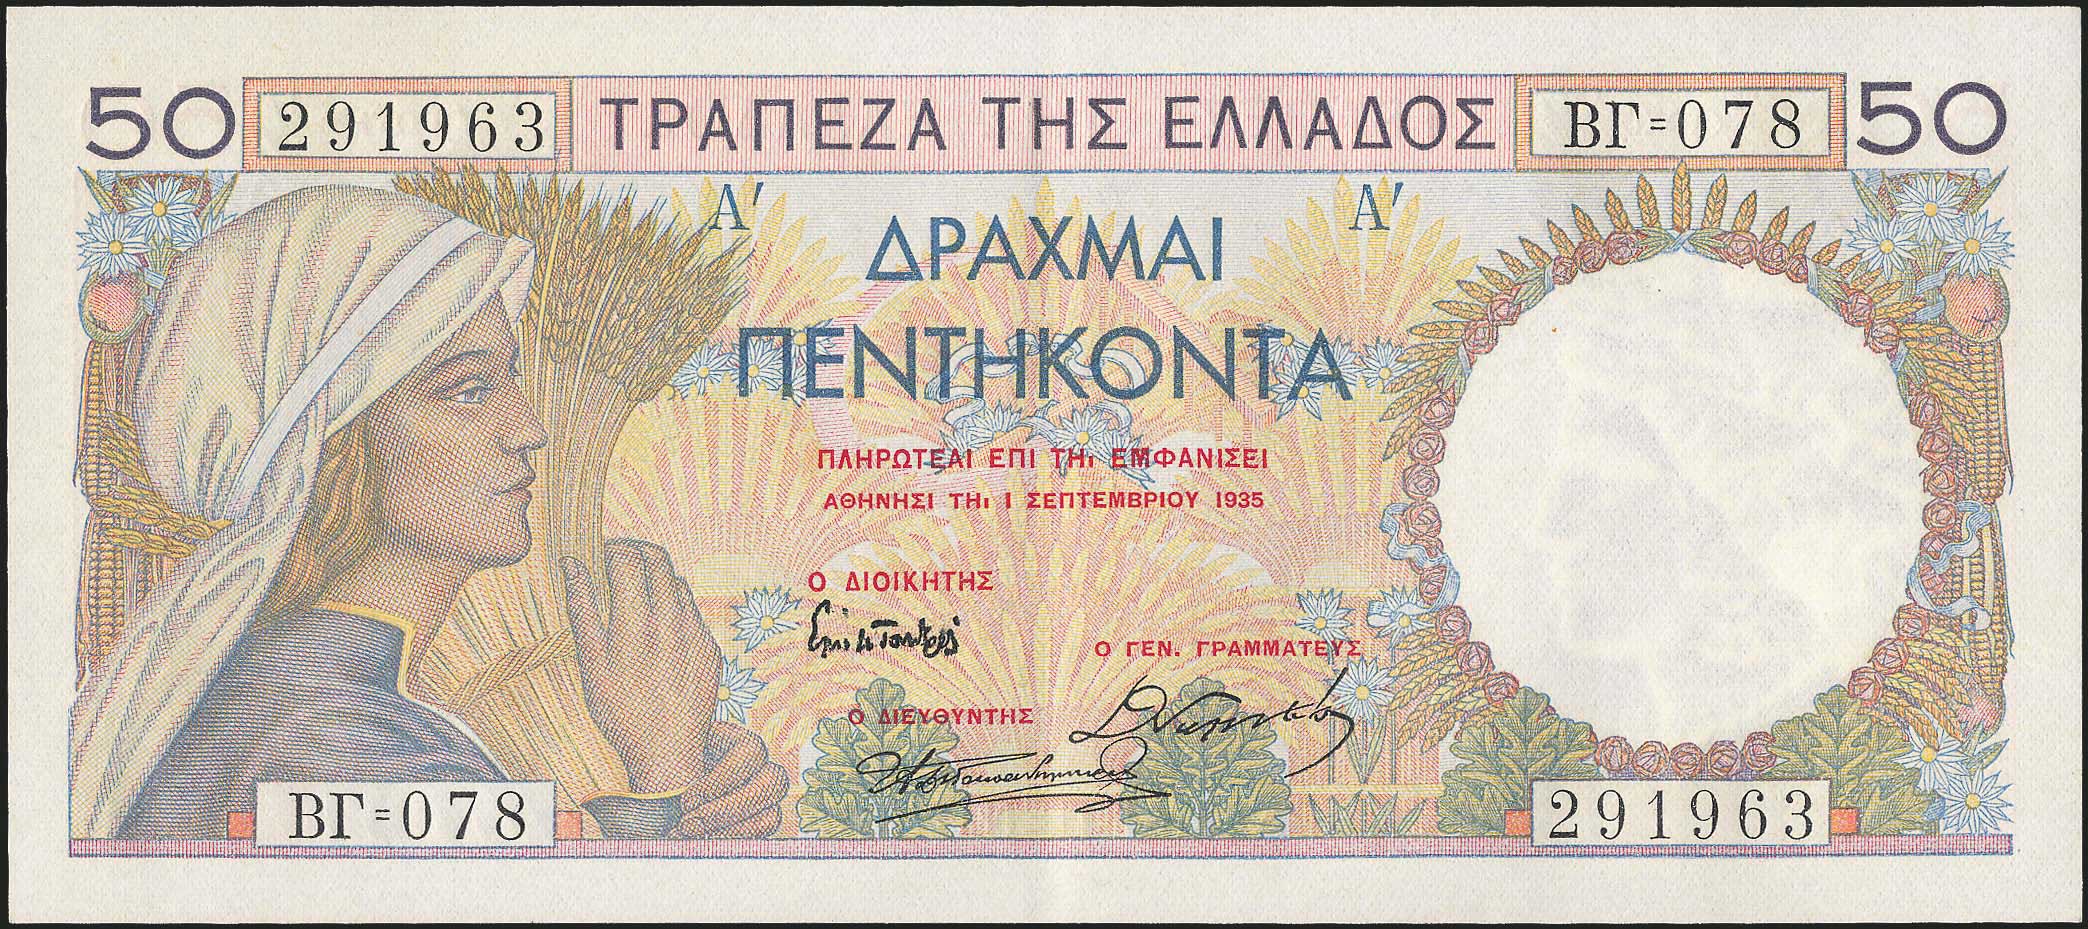 50 291963 ΤΡΑΠΕΖΑ ΤΗΣ ΕΛΛΑΔΟΣ ΒΓ=078 50
Α' Α'
ΔΡΑΧΜΑΙ
ΠΕΝΤΗΚΟΝΤΑ
ΠΛΗΡΩΤΕΑΙ ΕΠΙ ΤΗι ΕΜΦΑΝΙΣΕΙ
ΑΘΗΝΗΣΙ ΤΗι 1 ΣΕΠΤΕΜΒΡΙΟΥ 1935
Ο ΔΙΟΙΚΗΤΗΣ
Ο ΓΕΝ. ΓΡΑΜΜΑΤΕΥΣ
Ο ΔΙΕΥΘΥΝΤΗΣ
ΒΓ=078 291963